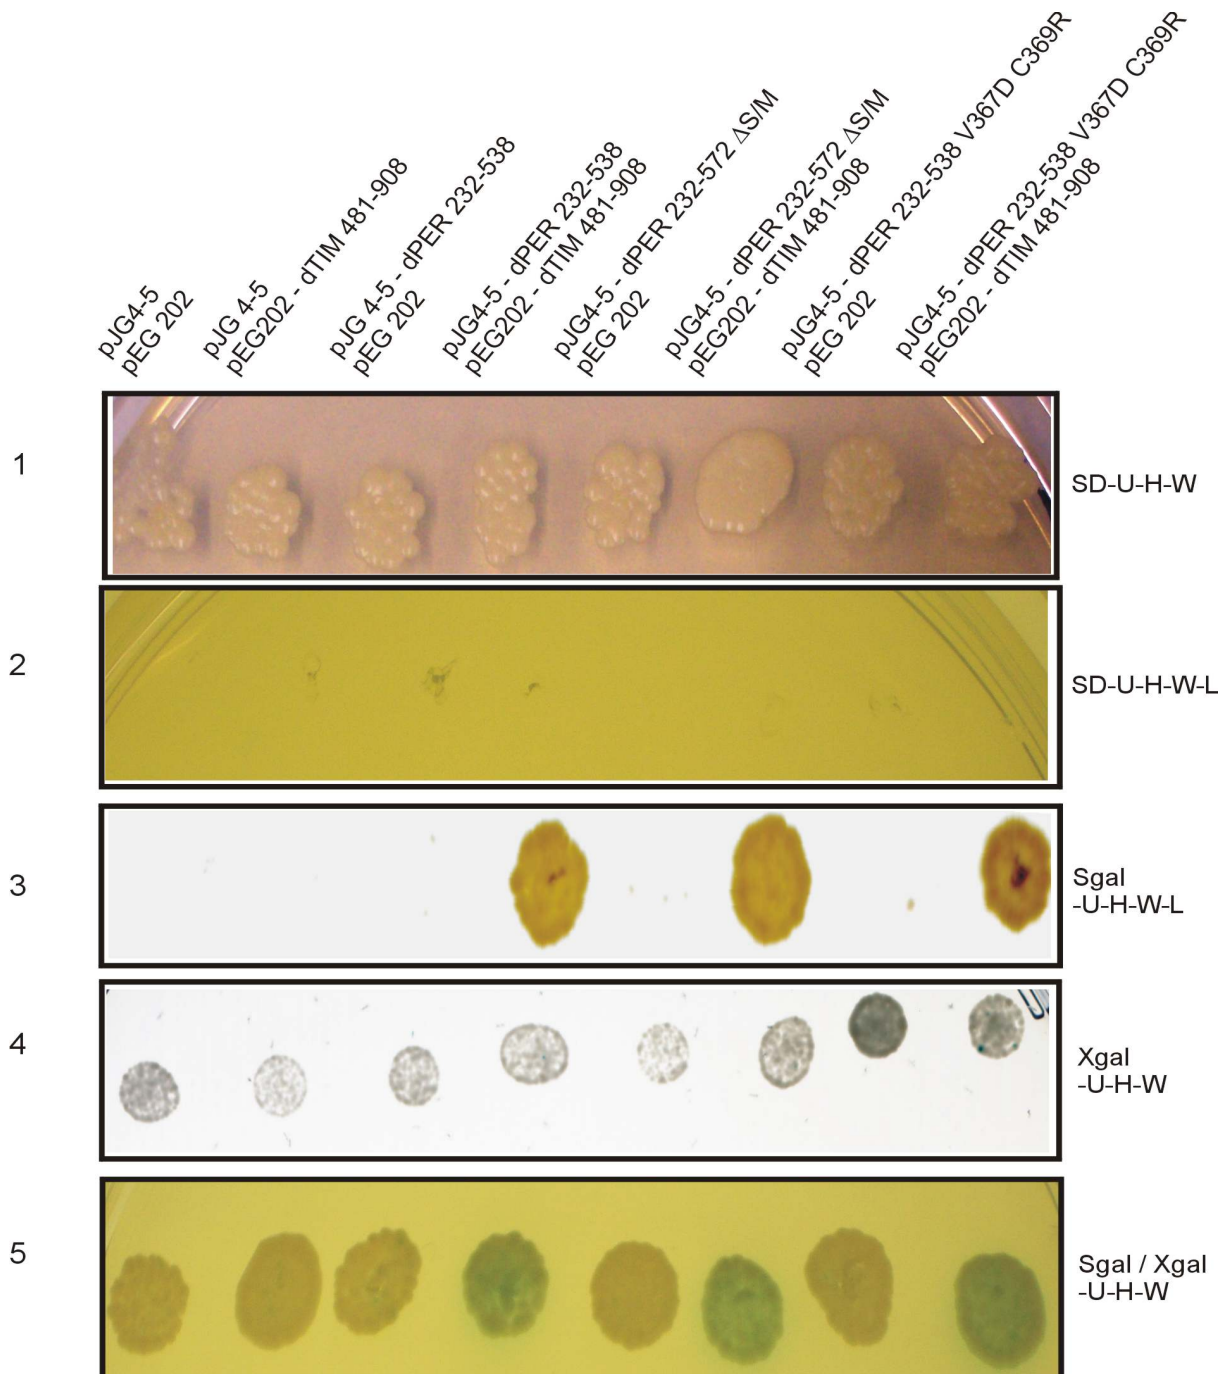 pJG4-5
pEG 202
pJG 4-5
pEG202 - dTIM 481-908
pJG 4-5 - dPER 232-538
pEG 202
pJG4-5 - dPER 232-538
pEG202 - dTIM 481-908
pJG4-5 - dPER 232-572 ΔS/M
pEG 202
pJG4-5 - dPER 232-572 ΔS/M
pEG202 - dTIM 481-908
pJG4-5 - dPER 232-538 V367D C369R
pEG 202
pJG4-5 - dPER 232-538 V367D C369R
pEG202 - dTIM 481-908
1
SD-U-H-W
2
SD-U-H-W-L
3
Sgal
-U-H-W-L
4
Xgal
-U-H-W
5
Sgal / Xgal
-U-H-W